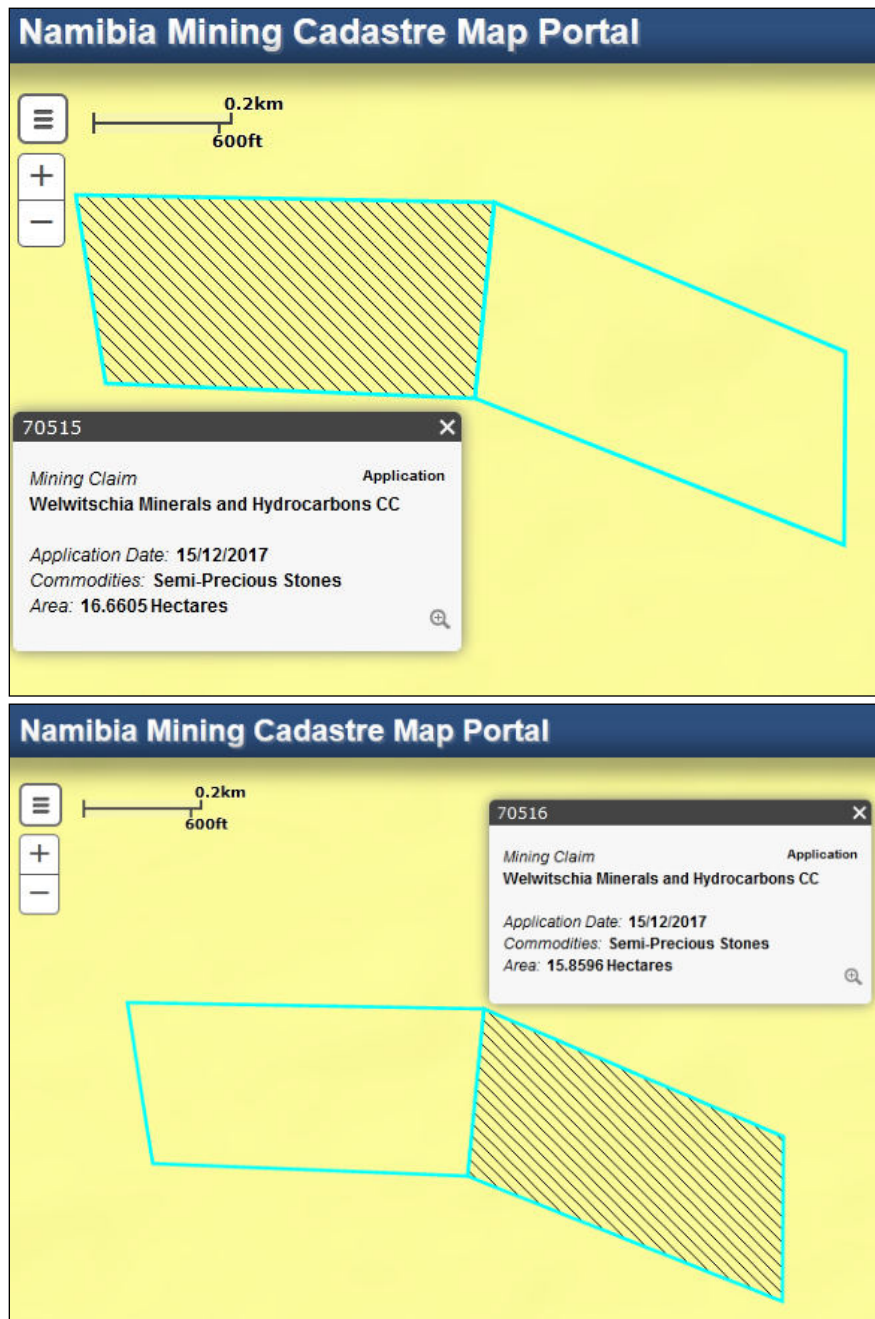 Namibia Mining Cadastre Map Portal
0.2km
600ft
+
−
70515
Mining Claim Application
Welwitschia Minerals and Hydrocarbons CC
Application Date: 15/12/2017
Commodities: Semi-Precious Stones
Area: 16.6605 Hectares
Namibia Mining Cadastre Map Portal
0.2km
600ft
+
−
70516
Mining Claim Application
Welwitschia Minerals and Hydrocarbons CC
Application Date: 15/12/2017
Commodities: Semi-Precious Stones
Area: 15.8596 Hectares